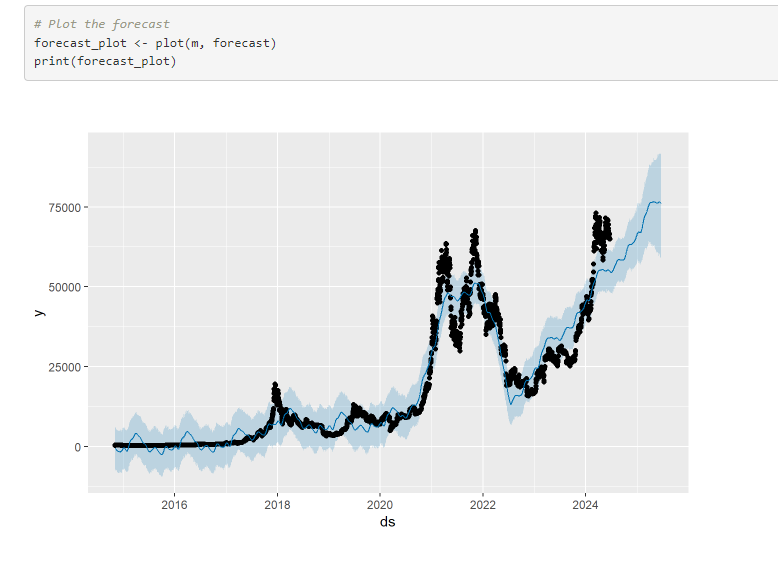 # Plot the forecast
forecast_plot <- plot(m, forecast)
print(forecast_plot)
75000
50000
25000
0
y
2016 2018 2020 2022 2024
ds